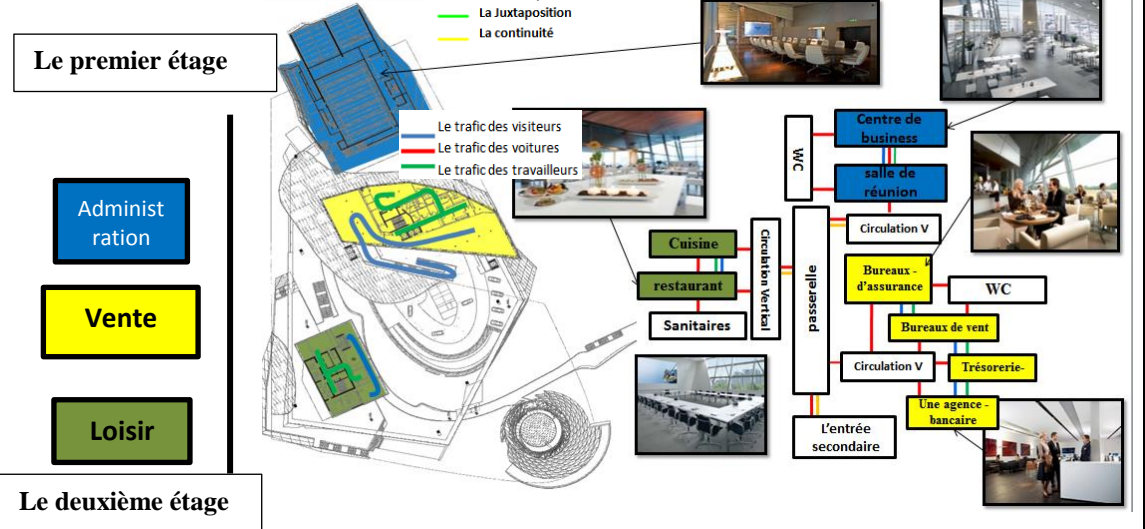 La Juxtaposition
La continuité
Le premier étage
Le trafic des visiteurs
Le trafic des voitures
Le trafic des travailleurs
Administ
ration
Vente
Loisir
Le deuxième étage
WC
Centre de
business
salle de
réunion
Circulation V
Cuisine
restaurant
Sanitaires
Circulation Vertical
passerelle
Bureaux -
d'assurance
WC
Bureaux de vent
Circulation V
Trésorerie-
Une agence -
bancaire
L'entrée
secondaire